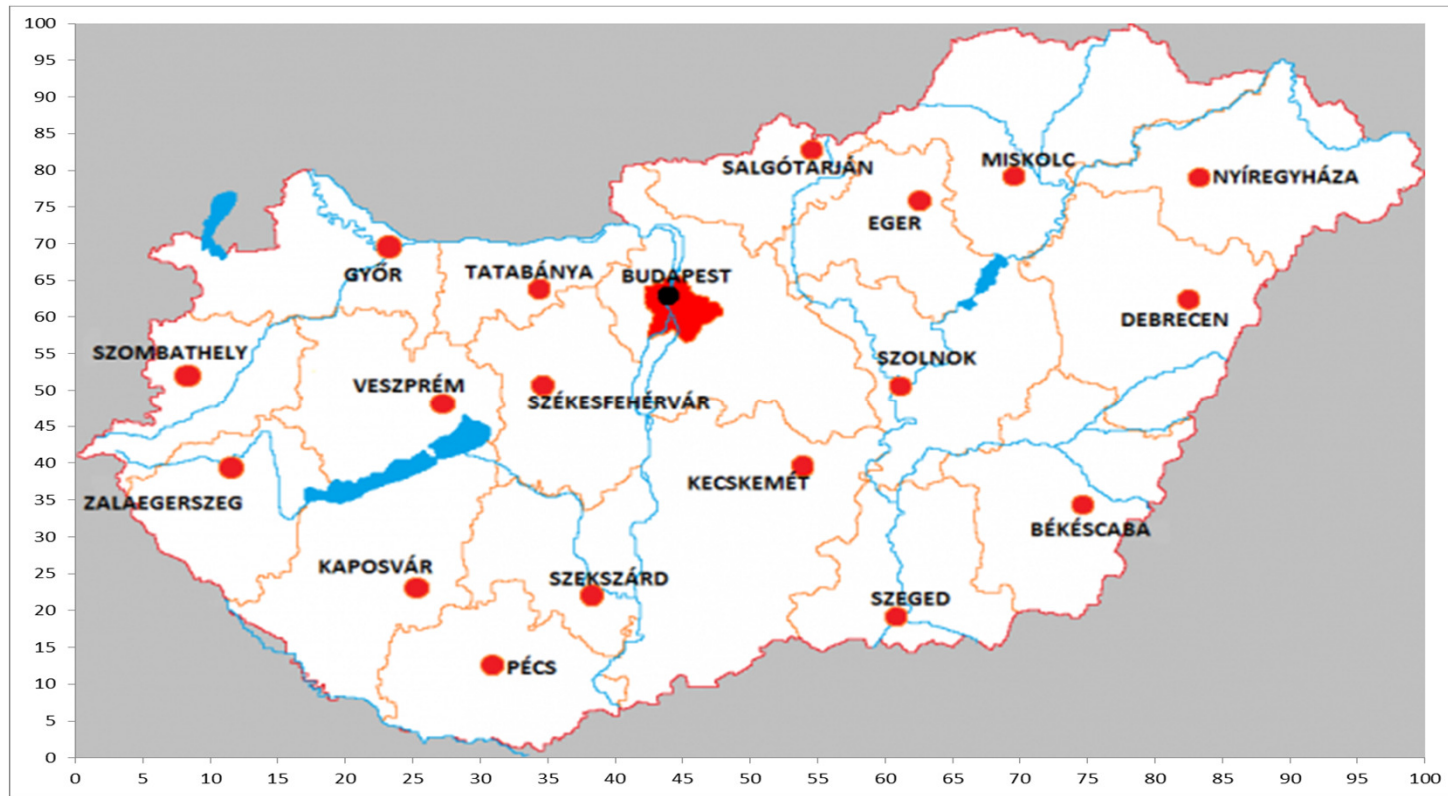 100
95
90
85
80
75
70
65
60
55
50
45
40
35
30
25
20
15
10
5
0
SALGÓTARJÁN
MISKOLC
NYÍREGYHÁZA
EGER
GYŐR
TATABÁNYA
BUDAPEST
DEBRECEN
SZOMBATHELY
VESZPRÉM
SZÉKESFEHÉRVÁR
SZOLNOK
ZALAEGERSZEG
KECSKEMÉT
BÉKÉSCABA
KAPOSVÁR
SZEKSZÁRD
SZEGED
PÉCS
0 5 10 15 20 25 30 35 40 45 50 55 60 65 70 75 80 85 90 95 100